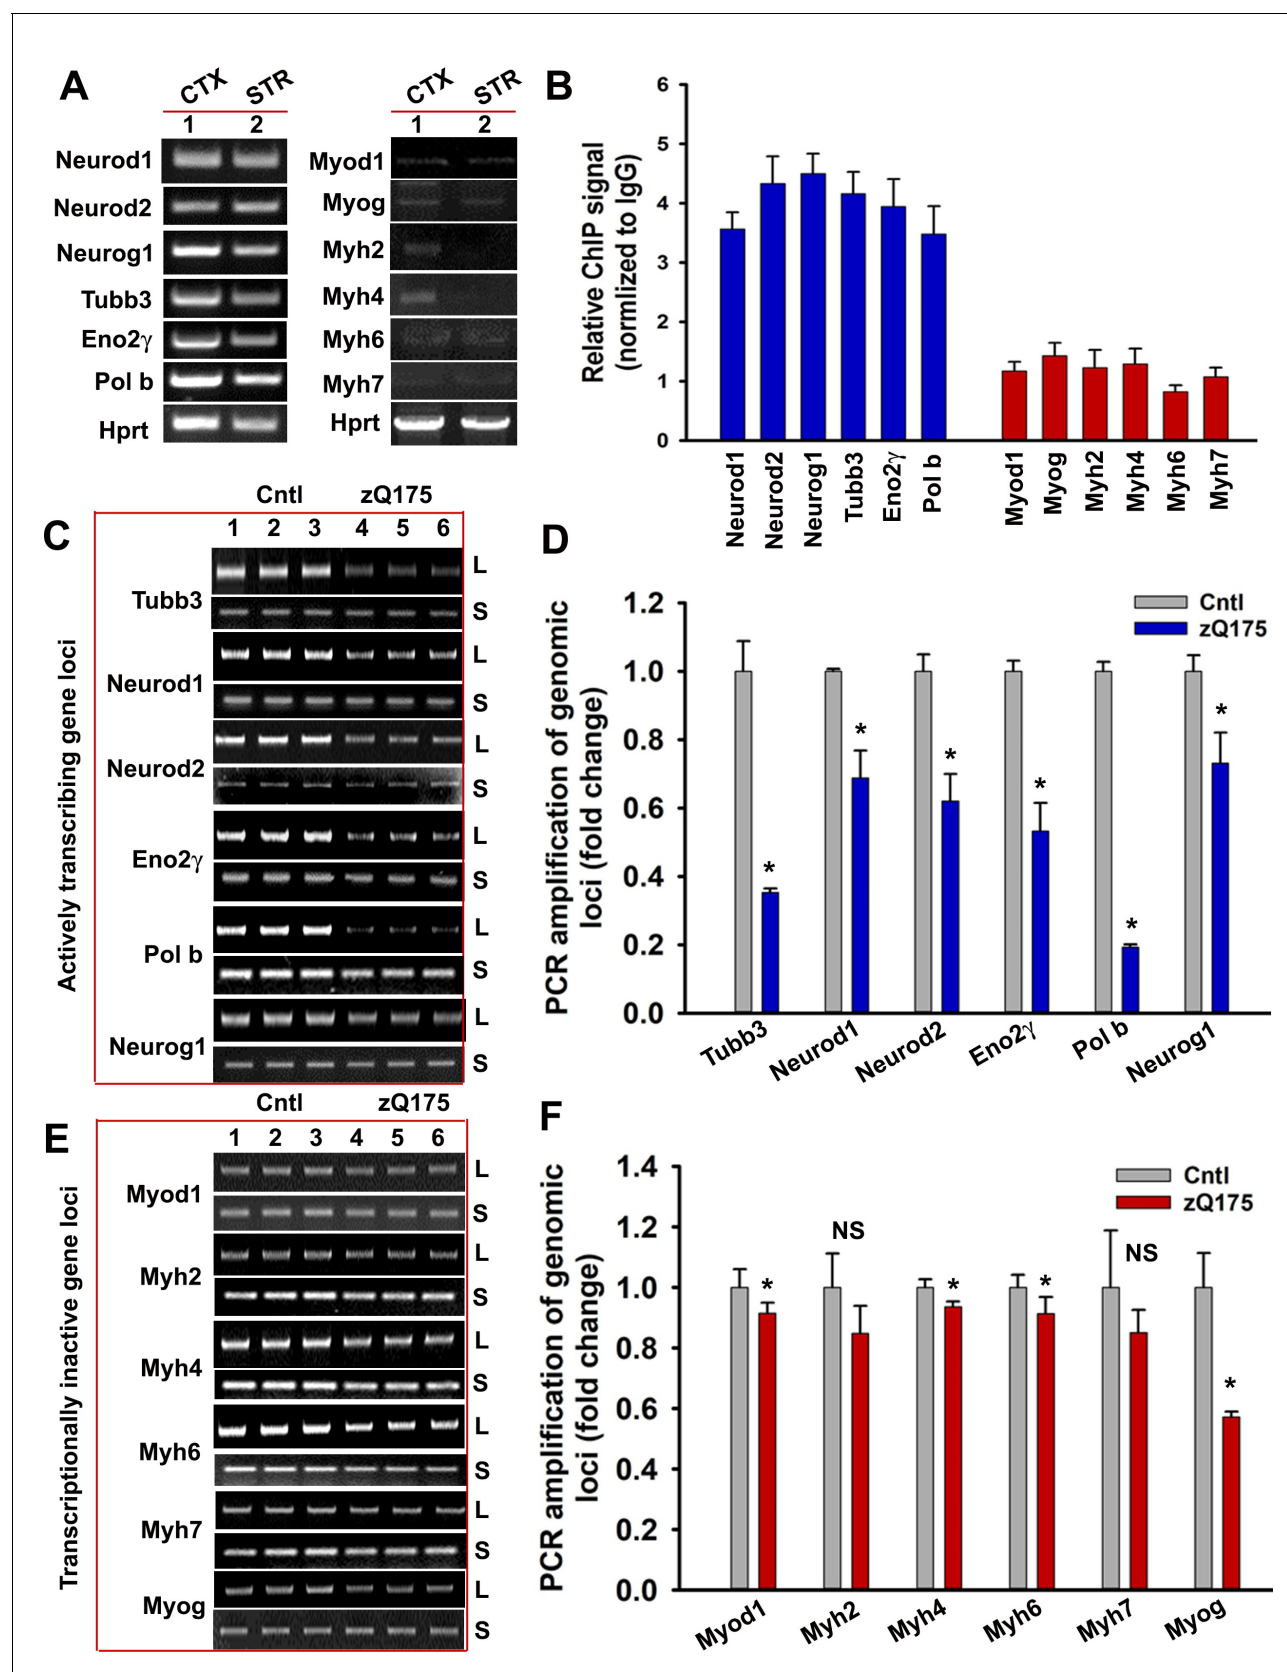 A
CTX STR
1 2
Neurod1
Neurod2
Neurog1
Tubb3
Eno2γ
Pol b
Hprt
CTX STR
1 2
Myod1
Myog
Myh2
Myh4
Myh6
Myh7
Hprt
B
Relative ChIP signal
(normlized to IgG)
6
5
4
3
2
1
0
Neurod1
Neurod2
Neurog1
Tubb3
Eno2γ
Pol b
Myod1
Myog
Myh2
Myh4
Myh6
Myh7
C
Cntl zQ175
1 2 3 4 5 6
Actively transcribing gene loci
Tubb3
L
S
Neurod1
L
S
Neurod2
L
S
Eno2γ
L
S
Pol b
L
S
Neurog1
L
S
D
PCR amplification of genomic
loci (fold change)
1.2
1.0
0.8
0.6
0.4
0.2
0.0
Cntl
zQ175
* * * * * *
Tubb3
Neurod1
Neurod2
Eno2γ
Pol b
Neurog1
E
Cntl zQ175
1 2 3 4 5 6
Transcriptionally inactive gene loci
Myod1
L
S
Myh2
L
S
Myh4
L
S
Myh6
L
S
Myh7
L
S
Myog
L
S
F
PCR amplification of genomic
loci (fold change)
1.4
1.2
1.0
0.8
0.6
0.4
0.2
0.0
Cntl
zQ175
* NS * * NS *
Myod1
Myh2
Myh4
Myh6
Myh7
Myog